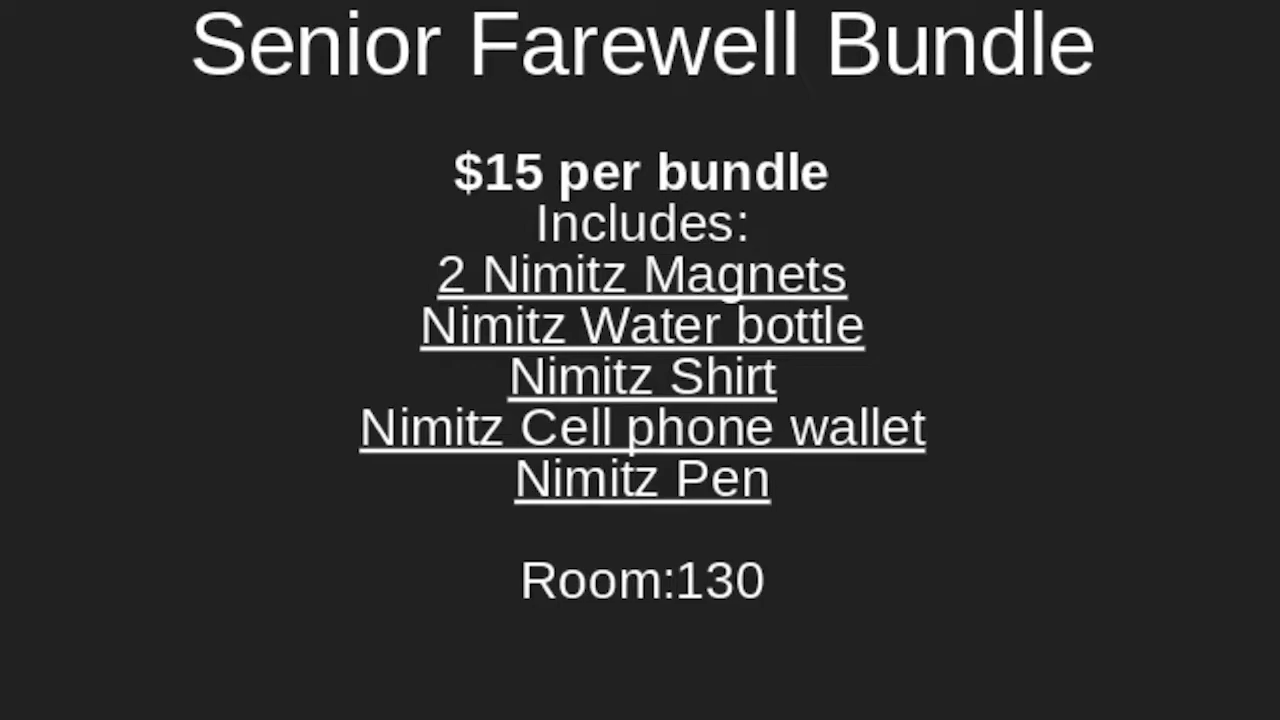 Senior Farewell Bundle
$15 per bundle
Includes:
2 Nimitz Magnets
Nimitz Water bottle
Nimitz Shirt
Nimitz Cell phone wallet
Nimitz Pen
Room:130